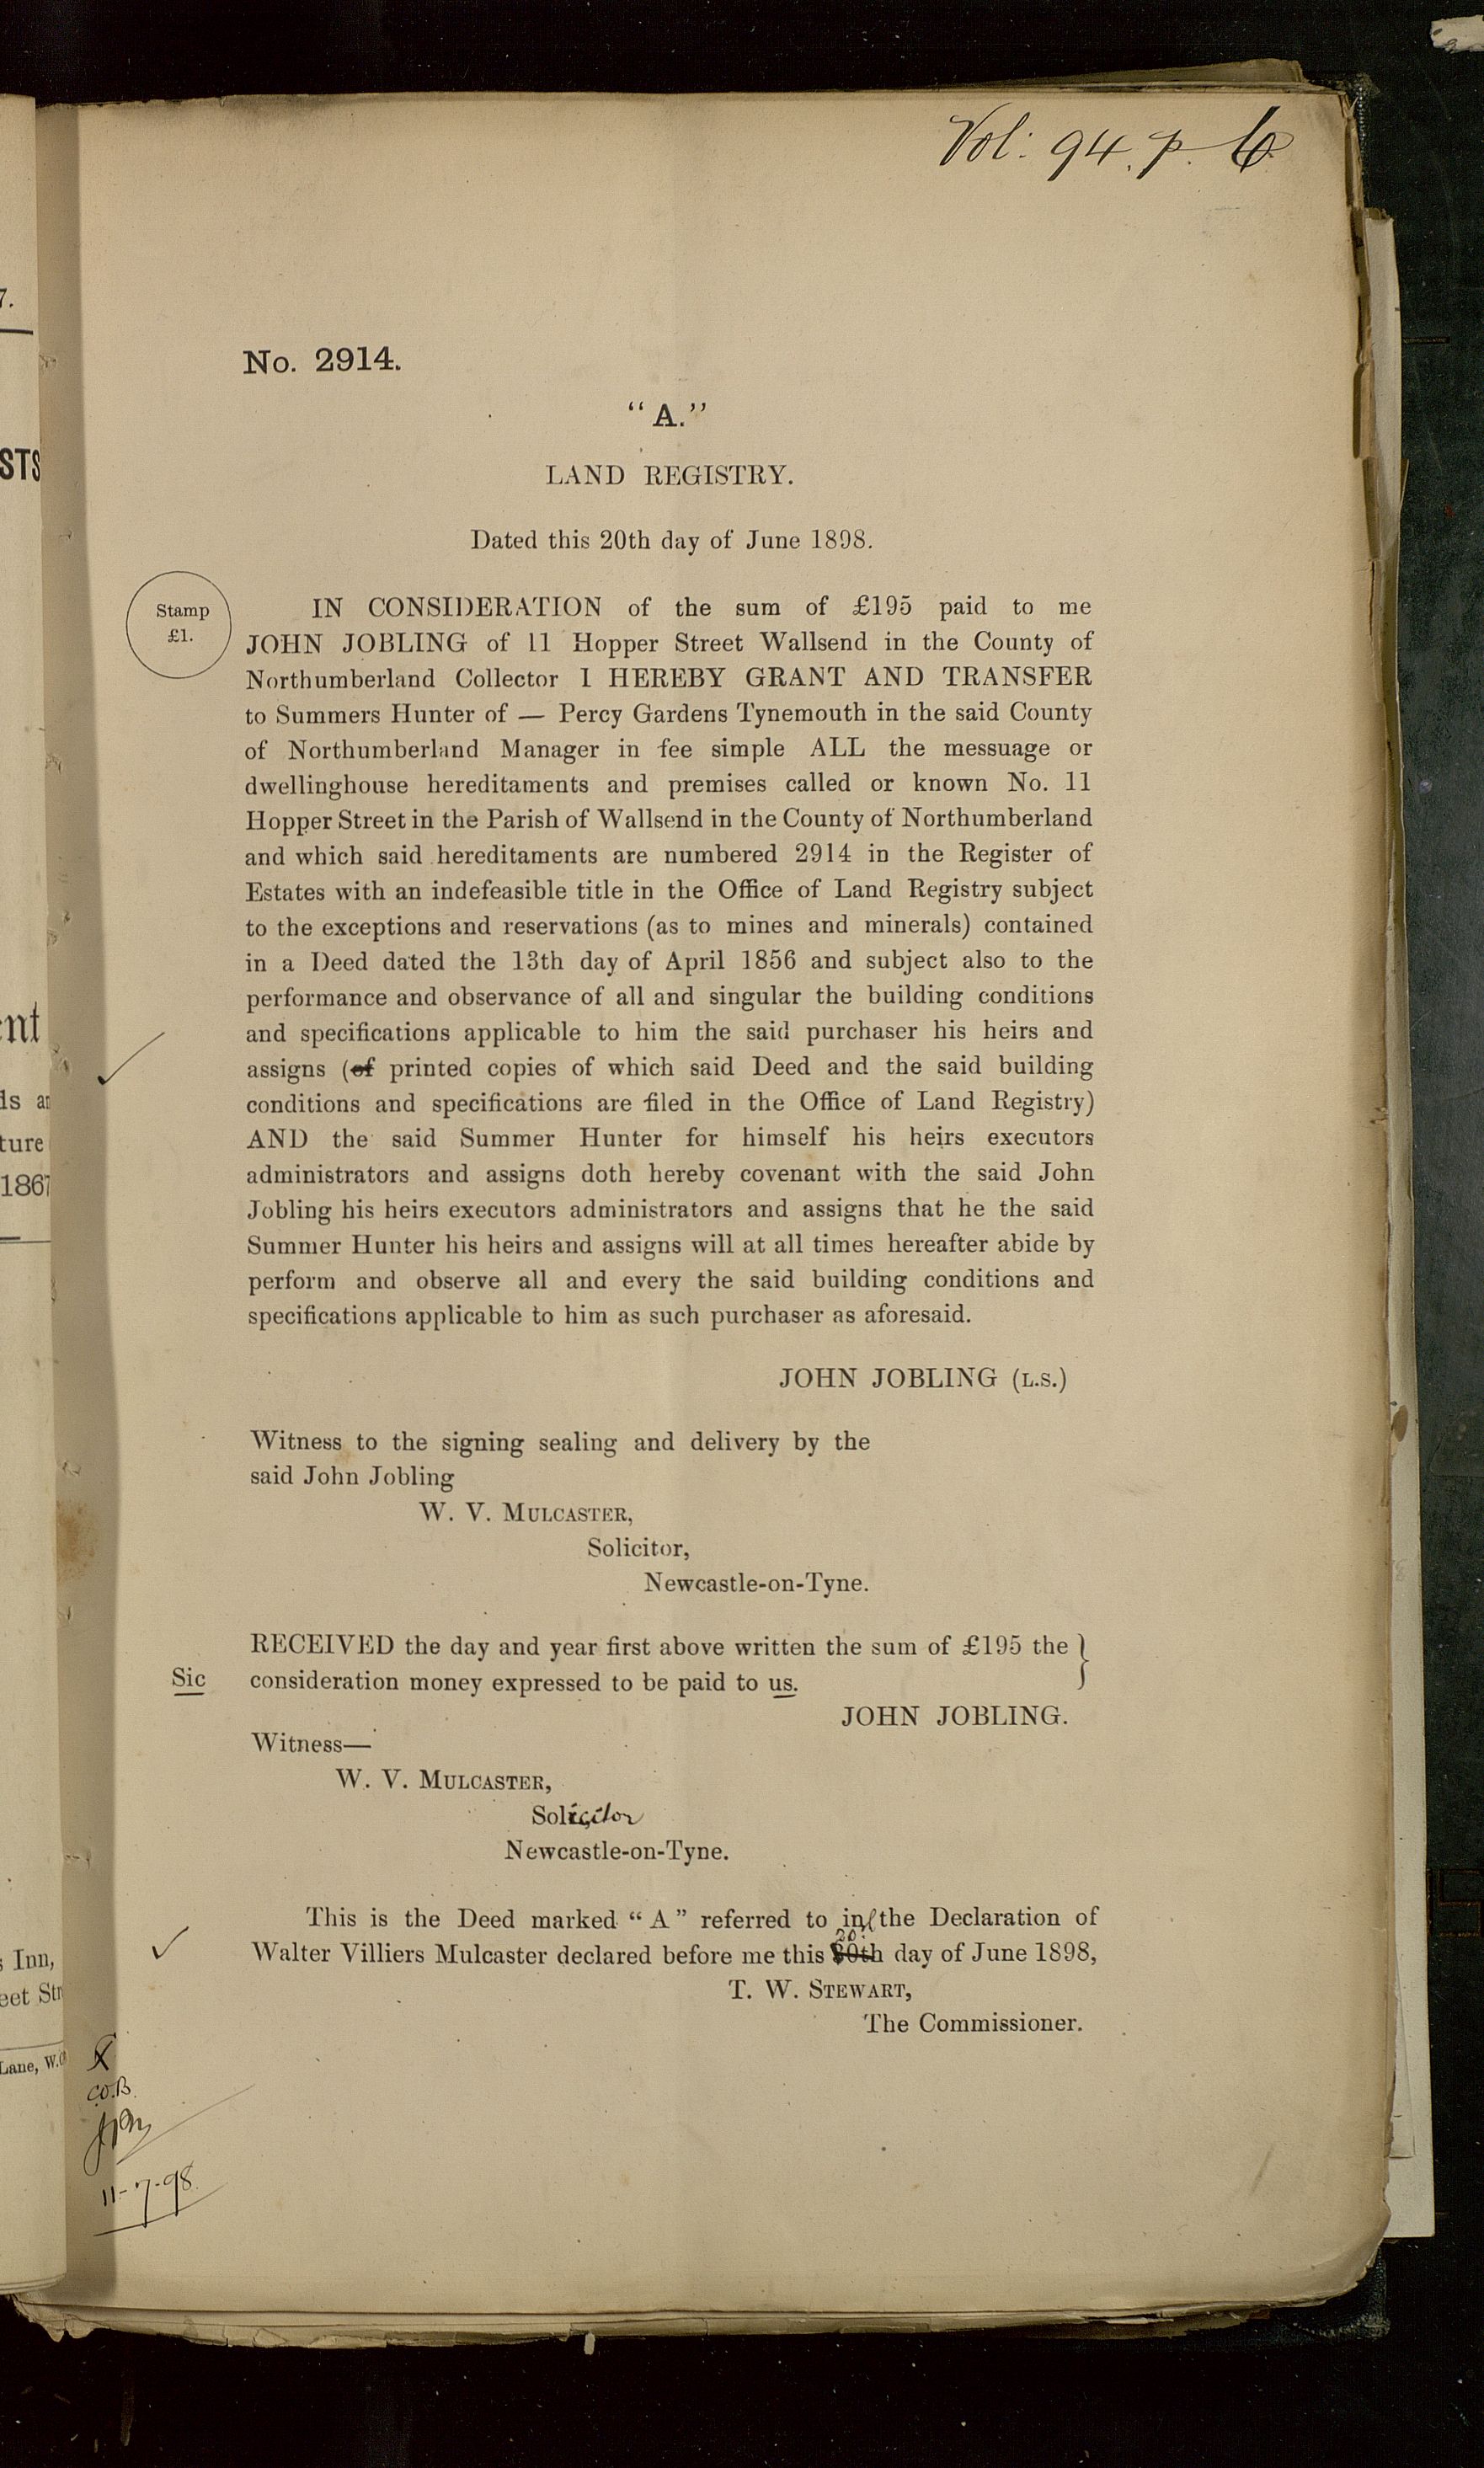 Vol: 94. p. 6
No. 2914.
"A."
LAND REGISTRY.
Dated this 20th day of June 1898.
Stamp
£1.
IN CONSIDERATION of the sum of £195 paid to me
JOHN JOBLING of 11 Hopper Street Wallsend in the County of
Northumberland Collector I HEREBY GRANT AND TRANSFER
to Summers Hunter of — Percy Gardens Tynemouth in the said County
of Northumberland Manager in fee simple ALL the messuage or
dwellinghouse hereditaments and premises called or known No. 11
Hopper Street in the Parish of Wallsend in the County of Northumberland
and which said hereditaments are numbered 2914 in the Register of
Estates with an indefeasible title in the Office of Land Registry subject
to the exceptions and reservations (as to mines and minerals) contained
in a Deed dated the 13th day of April 1856 and subject also to the
performance and observance of all and singular the building conditions
and specifications applicable to him the said purchaser his heirs and
assigns (of printed copies of which said Deed and the said building
conditions and specifications are filed in the Office of Land Registry)
AND the said Summer Hunter for himself his heirs executors
administrators and assigns doth hereby covenant with the said John
Jobling his heirs executors administrators and assigns that he the said
Summer Hunter his heirs and assigns will at all times hereafter abide by
perform and observe all and every the said building conditions and
specifications applicable to him as such purchaser as aforesaid.
JOHN JOBLING (L.S.)
Witness to the signing sealing and delivery by the
said John Jobling
W. V. MULCASTER,
Solicitor,
Newcastle-on-Tyne.
RECEIVED the day and year first above written the sum of £195 the
Sic consideration money expressed to be paid to us.
JOHN JOBLING.
Witness—
W. V. MULCASTER,
Solicitor
Newcastle-on-Tyne.
This is the Deed marked "A" referred to in the Declaration of
20
Walter Villiers Mulcaster declared before me this 30th day of June 1898,
T. W. STEWART,
The Commissioner.
11-7-98
7.
STS
ent
ds an
ture
1867
s Inn,
eet Str
Lane, W.C